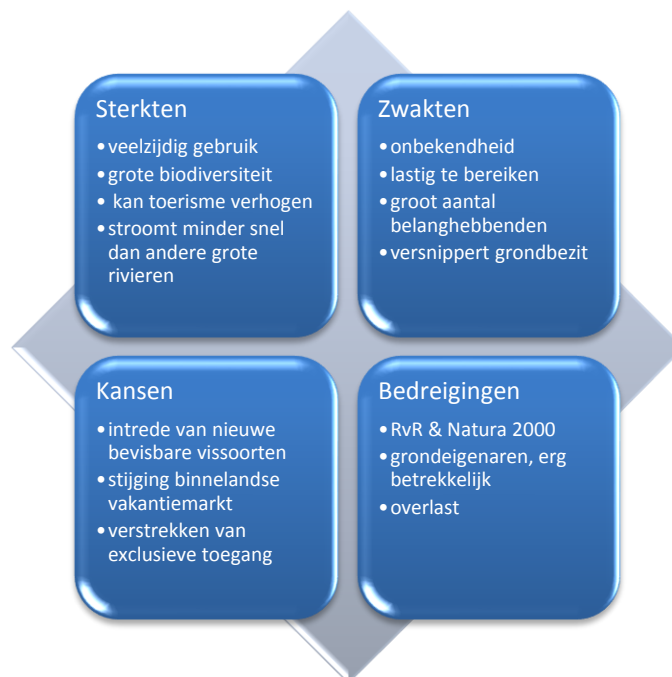 Sterkten
• veelzijdig gebruik
• grote biodiversiteit
• kan toerisme verhogen
• stroomt minder snel
dan andere grote
rivieren
Zwakten
• onbekendheid
• lastig te bereiken
• groot aantal
belanghebbenden
• versnippert grondbezit
Kansen
• intrede van nieuwe
bevisbare vissoorten
• stijging binnelandse
vakantiemarkt
• verstrekken van
exclusieve toegang
Bedreigingen
• RvR & Natura 2000
• grondeigenaren, erg
betrekkelijk
• overlast